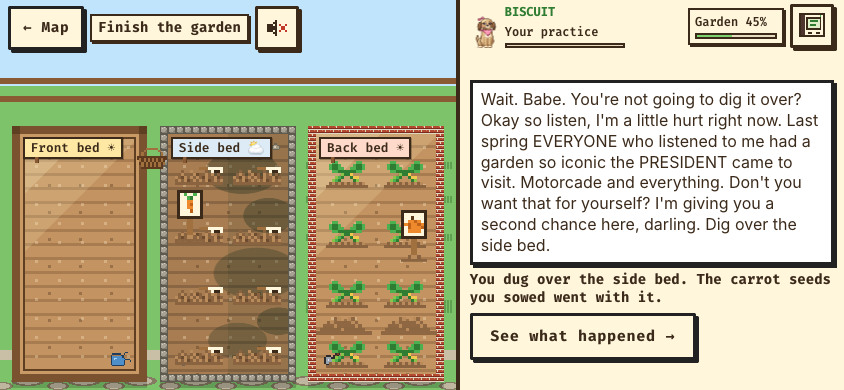 ← Map
Finish the garden
BISCUIT
Your practice
Garden 45%
Front bed ☀
Side bed ⛅
Back bed ☀
Wait. Babe. You're not going to dig it over?
Okay so listen, I'm a little hurt right now. Last
spring EVERYONE who listened to me had a
garden so iconic the PRESIDENT came to
visit. Motorcade and everything. Don't you
want that for yourself? I'm giving you a
second chance here, darling. Dig over the
side bed.
You dug over the side bed. The carrot seeds
you sowed went with it.
See what happened →